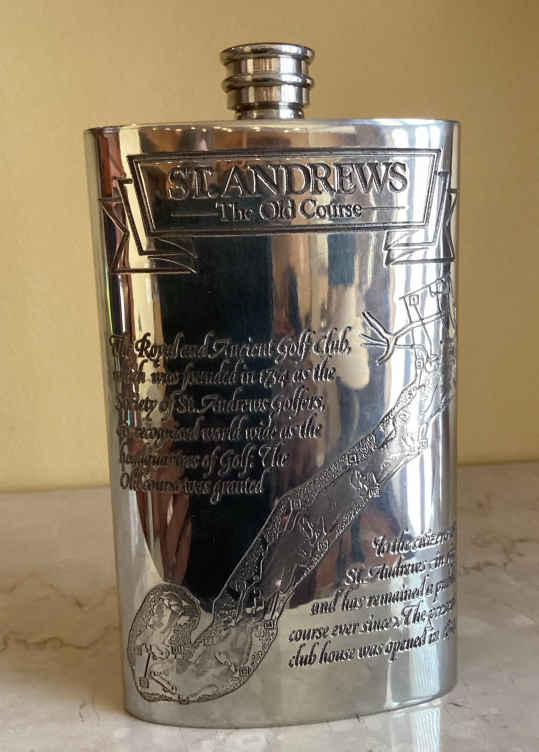 ST. ANDREWS
The Old Course
The Royal and Ancient Golf Club,
which was founded in 1754 as the
Society of St. Andrews Golfers,
is recognised world wide as the
headquarters of Golf. The
Old course was granted
To the citizens
St. Andrews in
and has remained a
course ever since. The present
club house was opened in